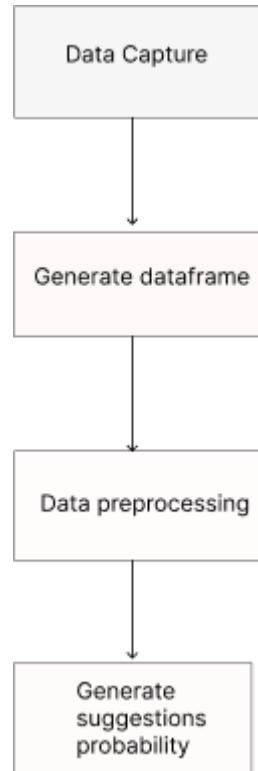 Data Capture
Generate dataframe
Data preprocessing
Generate
suggestions
probability